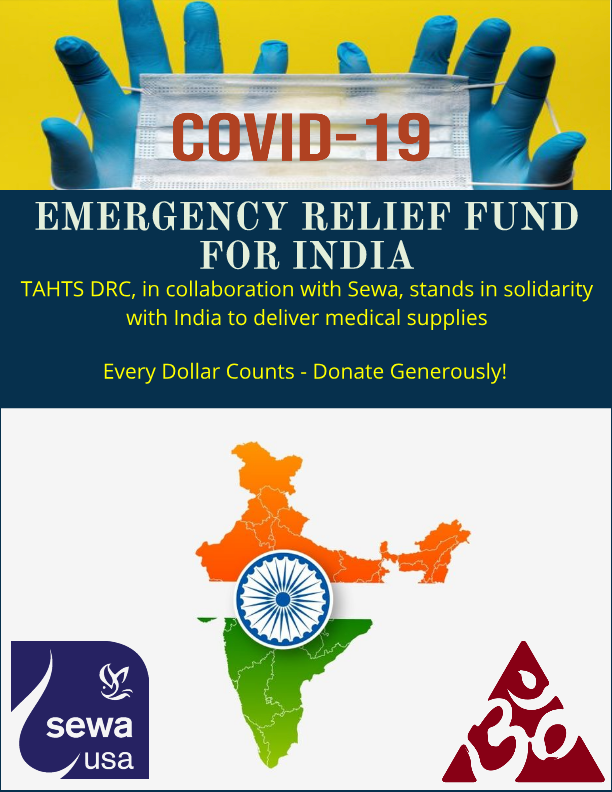 COVID-19
EMERGENCY RELIEF FUND
FOR INDIA
TAHTS DRC, in collaboration with Sewa, stands in solidarity
with India to deliver medical supplies
Every Dollar Counts - Donate Generously!
sewa
usa